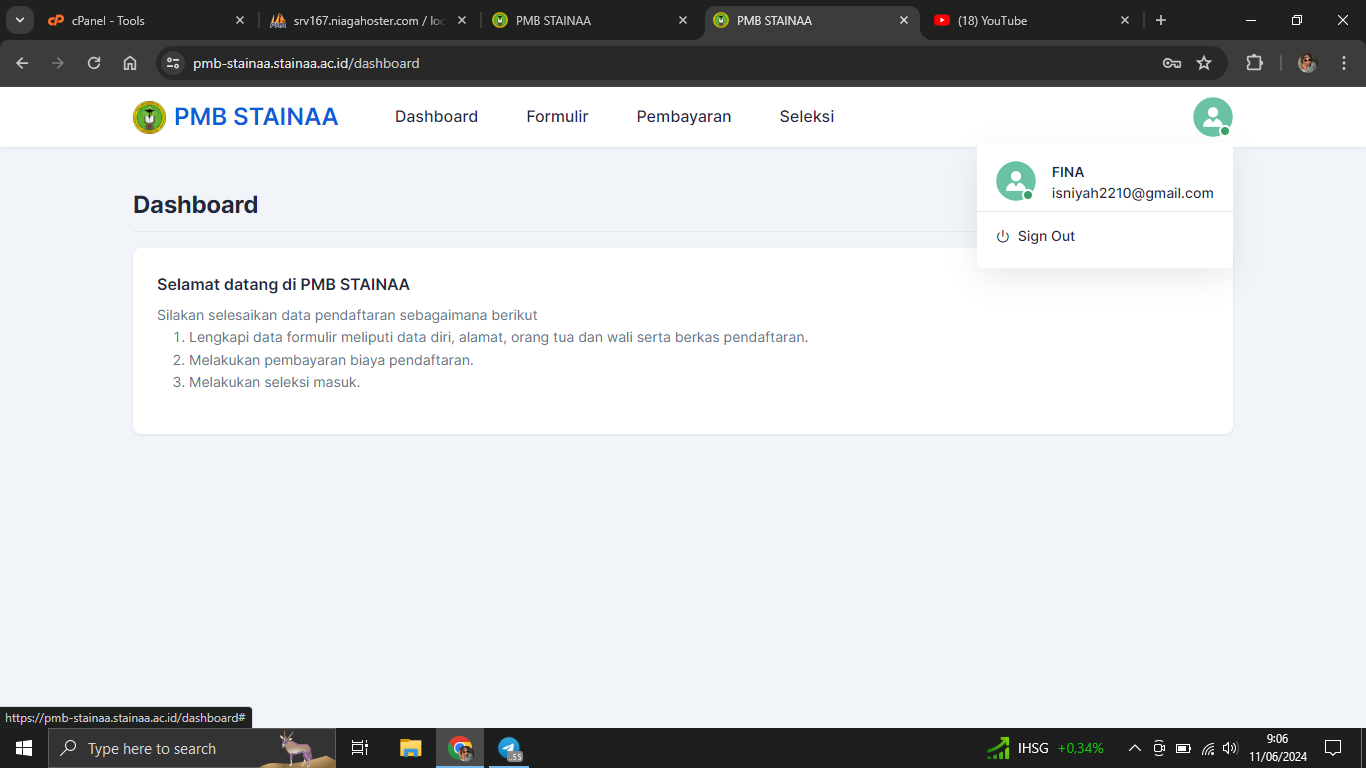 cPanel - Tools
srv167.niagahoster.com / loc
PMB STAINAA
PMB STAINAA
(18) YouTube
pmb-stainaa.stainaa.ac.id/dashboard
PMB STAINAA
Dashboard
Formulir
Pembayaran
Seleksi
FINA
isniyah2210@gmail.com
Sign Out
Dashboard
Selamat datang di PMB STAINAA
Silakan selesaikan data pendaftaran sebagaimana berikut
1. Lengkapi data formulir meliputi data diri, alamat, orang tua dan wali serta berkas pendaftaran.
2. Melakukan pembayaran biaya pendaftaran.
3. Melakukan seleksi masuk.
https://pmb-stainaa.stainaa.ac.id/dashboard#
Type here to search
.55
IHSG +0,34%
9:06
11/06/2024